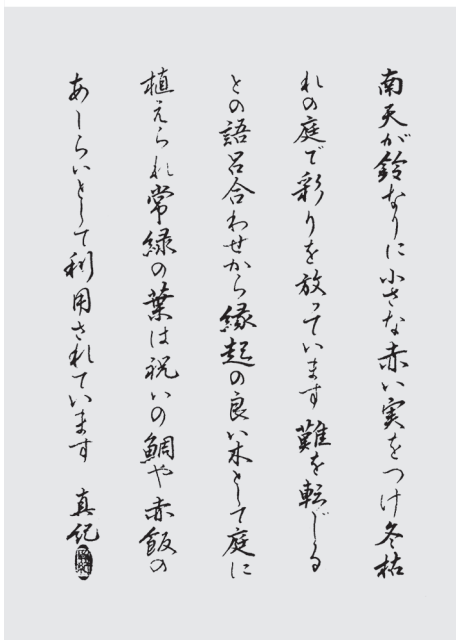 南天が鈴なりに小さな赤い実をつけ冬枯
れの庭で彩りを放っています難を転じる
との語呂合わせから縁起の良い木として庭に
植えられ常緑の葉は祝いの鯛や赤飯の
あしらいとして利用されています 真紀